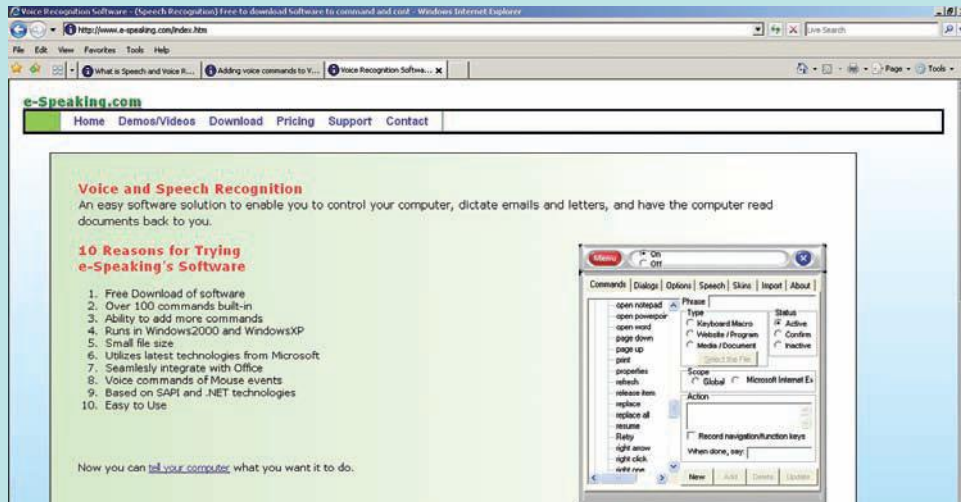 Voice Recognition Software - (Speech Recognition) Free to download Software to command and cont - Windows Internet Explorer
http://www.e-speaking.com/index.htm
Live Search
File Edit View Favorites Tools Help
What is Speech and Voice R...
Adding voice commands to V...
Voice Recognition Softwa...
Page
Tools
e-Speaking.com
Home Demos/Videos Download Pricing Support Contact
Voice and Speech Recognition
An easy software solution to enable you to control your computer, dictate emails and letters, and have the computer read
documents back to you.
10 Reasons for Trying
e-Speaking's Software
1. Free Download of software
2. Over 100 commands built-in
3. Ability to add more commands
4. Runs in Windows2000 and WindowsXP
5. Small file size
6. Utilizes latest technologies from Microsoft
7. Seamlesly integrate with Office
8. Voice commands of Mouse events
9. Based on SAPI and .NET technologies
10. Easy to Use
Now you can tell your computer what you want it to do.
Menu
On
Off
Commands Dialogs Options Speech Skins Import About
open notepad
open powerpoir
open word
page down
page up
print
properties
refresh
release item
replace
replace all
resume
Retry
right arrow
right click
right one
Phrase
Type
Keyboard Macro
Website / Program
Media / Document
Select the File
Status
Active
Confirm
Inactive
Scope
Global
Microsoft Internet Ex
Action
Record navigation/function keys
When done, say:
New Add Delete Update